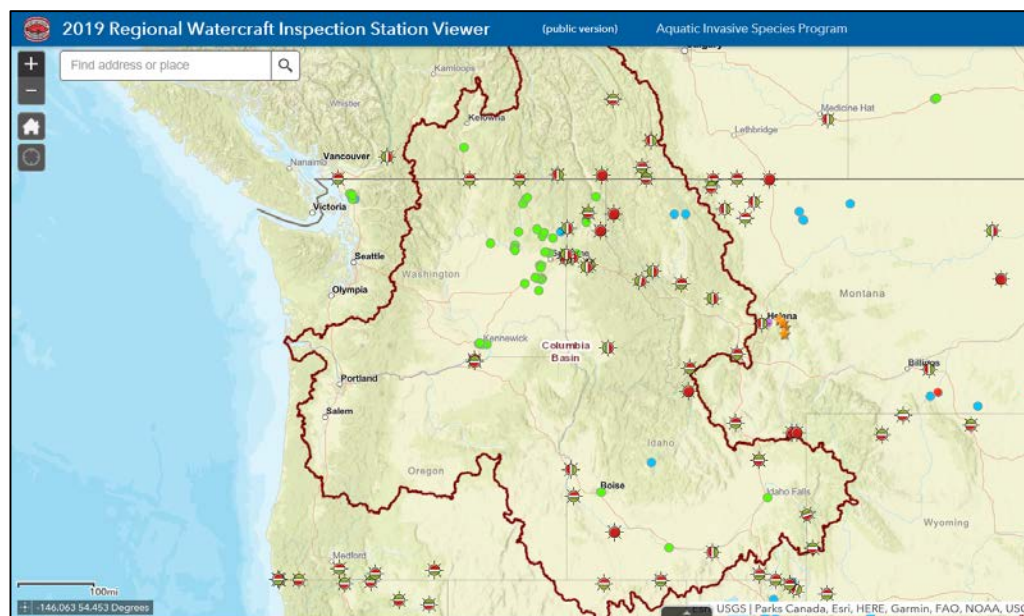 2019 Regional Watercraft Inspection Station Viewer (public version) Aquatic Invasive Species Program
+
Find address or place
−
Calgary
Kamloops
Whistler
Medicine Hat
Kelowna
Lethbridge
Vancouver
Nanaimo
Victoria
Seattle
Washington
Olympia
Montana
Helena
Kennewick
Columbia
Basin
Billings
Portland
Salem
Idaho
Oregon
Boise
Idaho Falls
Wyoming
Medford
100mi
-146.063 54.453 Degrees
Esri, USGS | Parks Canada, Esri, HERE, Garmin, FAO, NOAA, USG